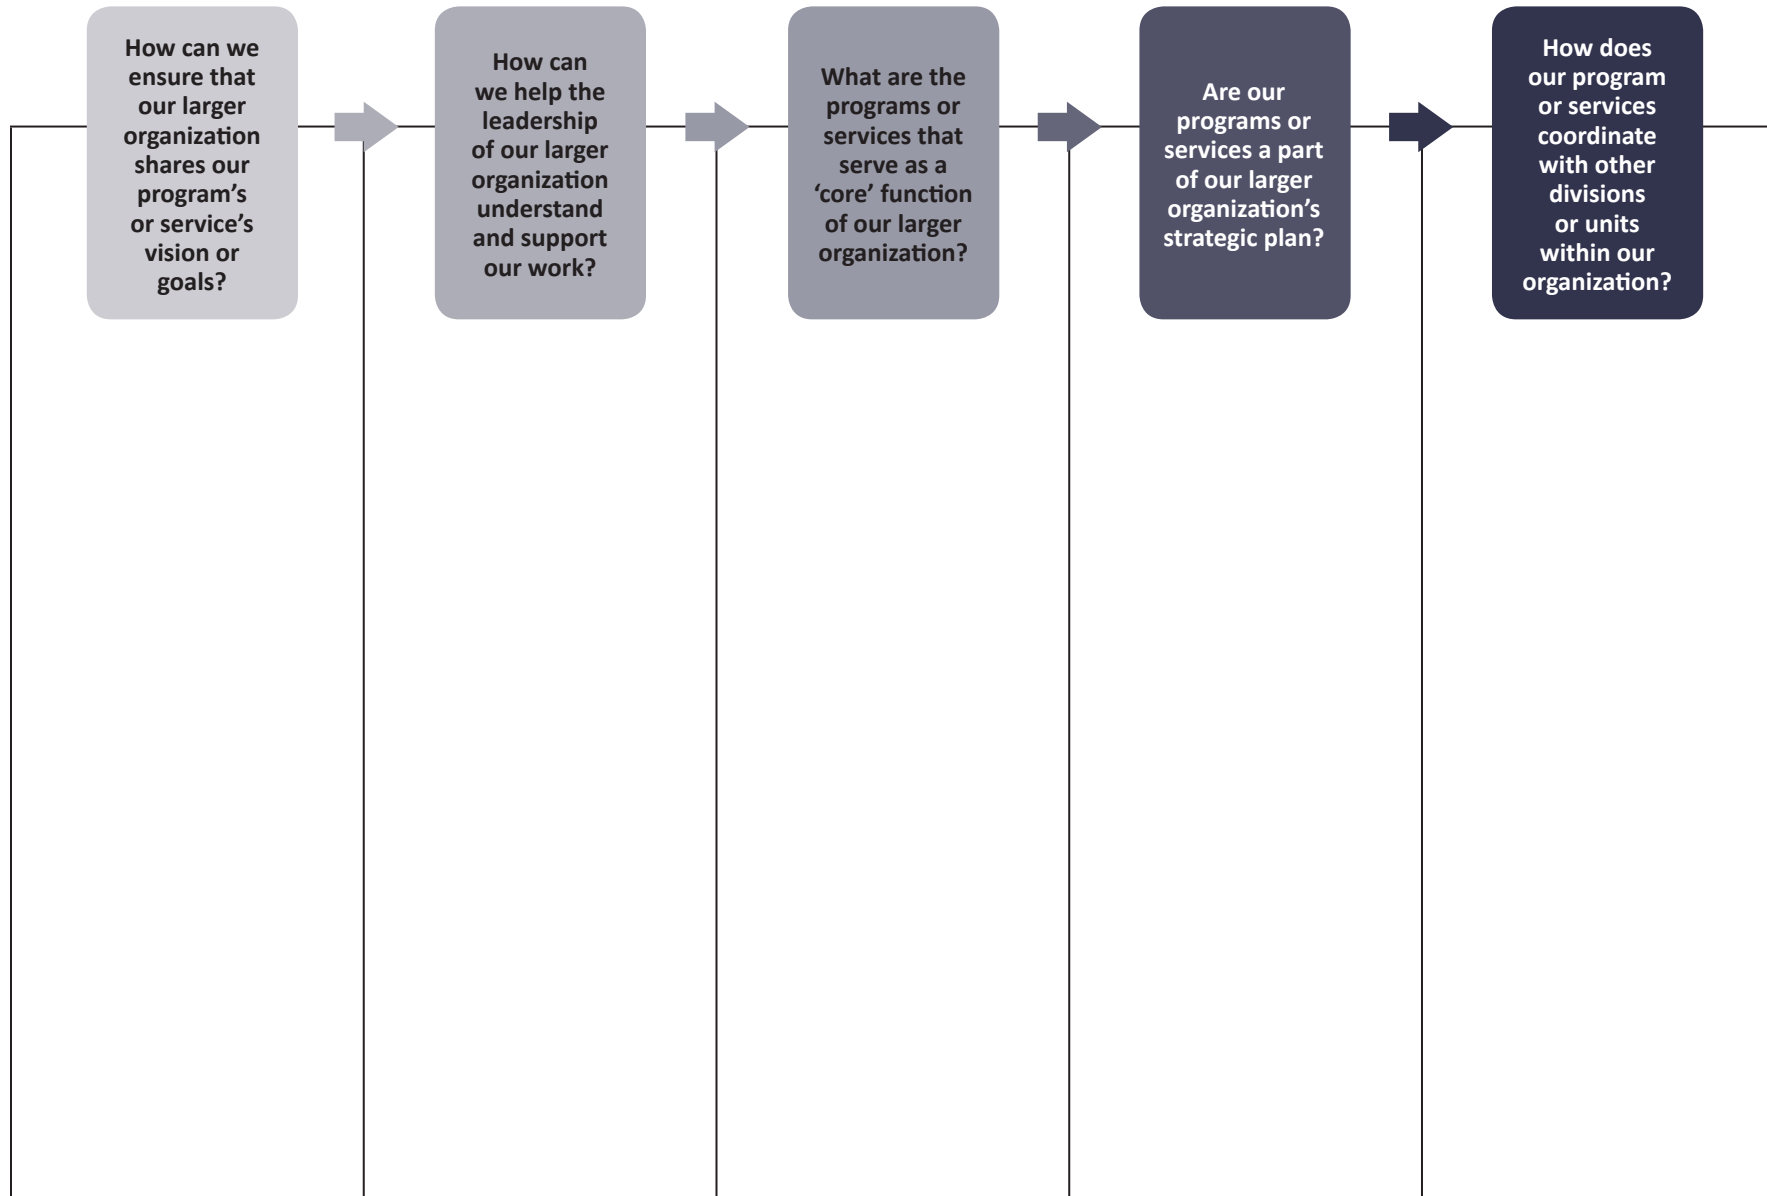 How can we
ensure that
our larger
organization
shares our
program's
or service's
vision or
goals?
How can
we help the
leadership
of our larger
organization
understand
and support
our work?
What are the
programs or
services that
serve as a
‘core’ function
of our larger
organization?
Are our
programs or
services a part
of our larger
organization’s
strategic plan?
How does
our program
or services
coordinate
with other
divisions
or units
within our
organization?